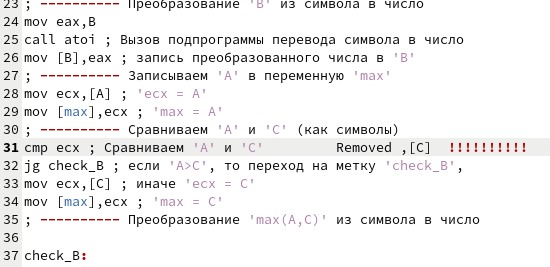 23 ; ---------- Преобразование 'B' из символа в число
24 mov eax,B
25 call atoi ; Вызов подпрограммы перевода символа в число
26 mov [B],eax ; запись преобразованного числа в 'B'
27 ; ---------- Записываем 'A' в переменную 'max'
28 mov ecx,[A] ; 'ecx = A'
29 mov [max],ecx ; 'max = A'
30 ; ---------- Сравниваем 'A' и 'C' (как символы)
31 cmp ecx ; Сравниваем 'A' и 'C' Removed ,[C] !!!!!!!!!!
32 jg check_B ; если 'A>C', то переход на метку 'check_B',
33 mov ecx,[C] ; иначе 'ecx = C'
34 mov [max],ecx ; 'max = C'
35 ; ---------- Преобразование 'max(A,C)' из символа в число
36
37 check_B: